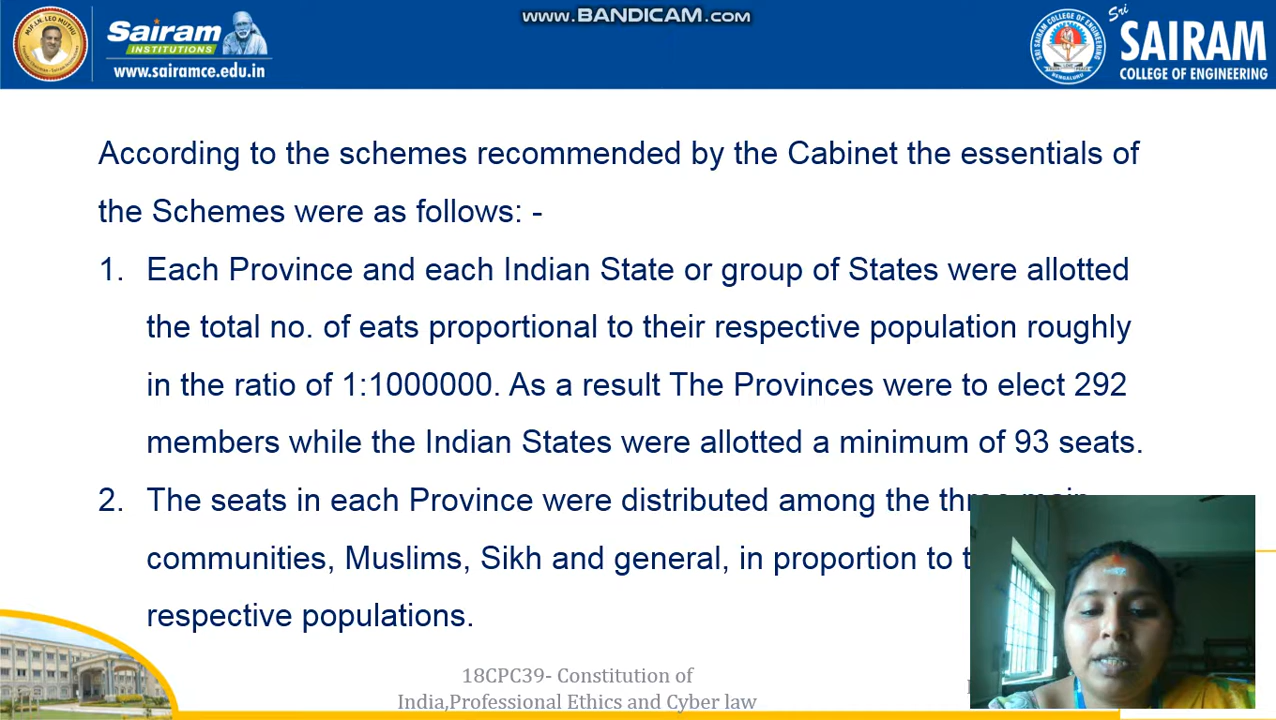 www.BANDICAM.com
MJF.LN. LEO MUTHU
Sairam
INSTITUTIONS
www.sairamce.edu.in
Sri
SAIRAM
COLLEGE OF ENGINEERING
According to the schemes recommended by the Cabinet the essentials of
the Schemes were as follows: -
1. Each Province and each Indian State or group of States were allotted
the total no. of eats proportional to their respective population roughly
in the ratio of 1:1000000. As a result The Provinces were to elect 292
members while the Indian States were allotted a minimum of 93 seats.
2. The seats in each Province were distributed among the three main
communities, Muslims, Sikh and general, in proportion to
respective populations.
18CPC39- Constitution of
India,Professional Ethics and Cyber law